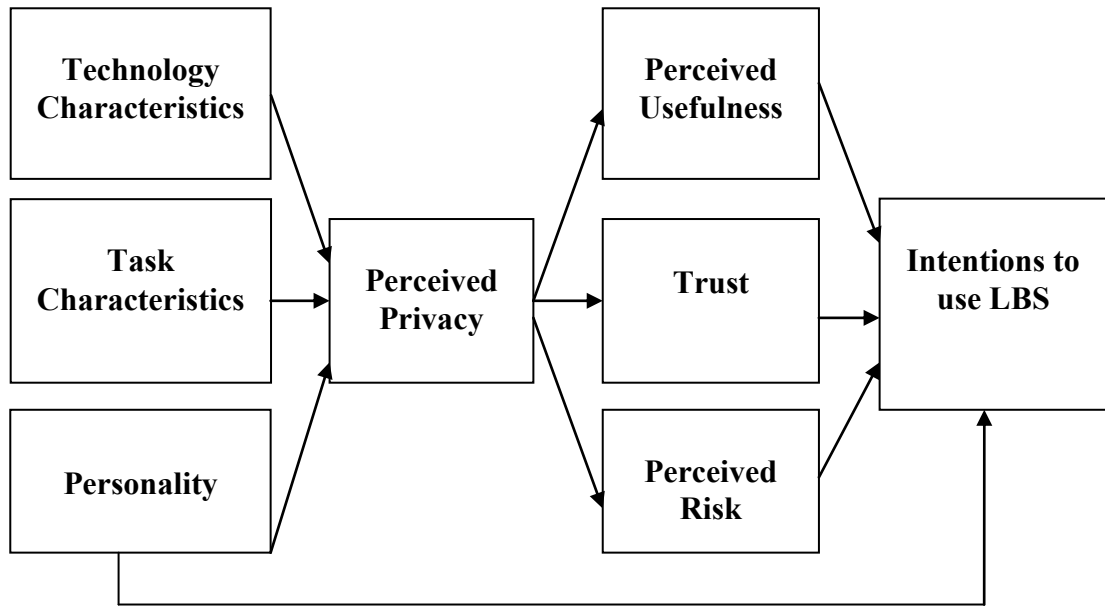 Technology
Characteristics
Task
Characteristics
Personality
Perceived
Privacy
Perceived
Usefulness
Trust
Perceived
Risk
Intentions to
use LBS